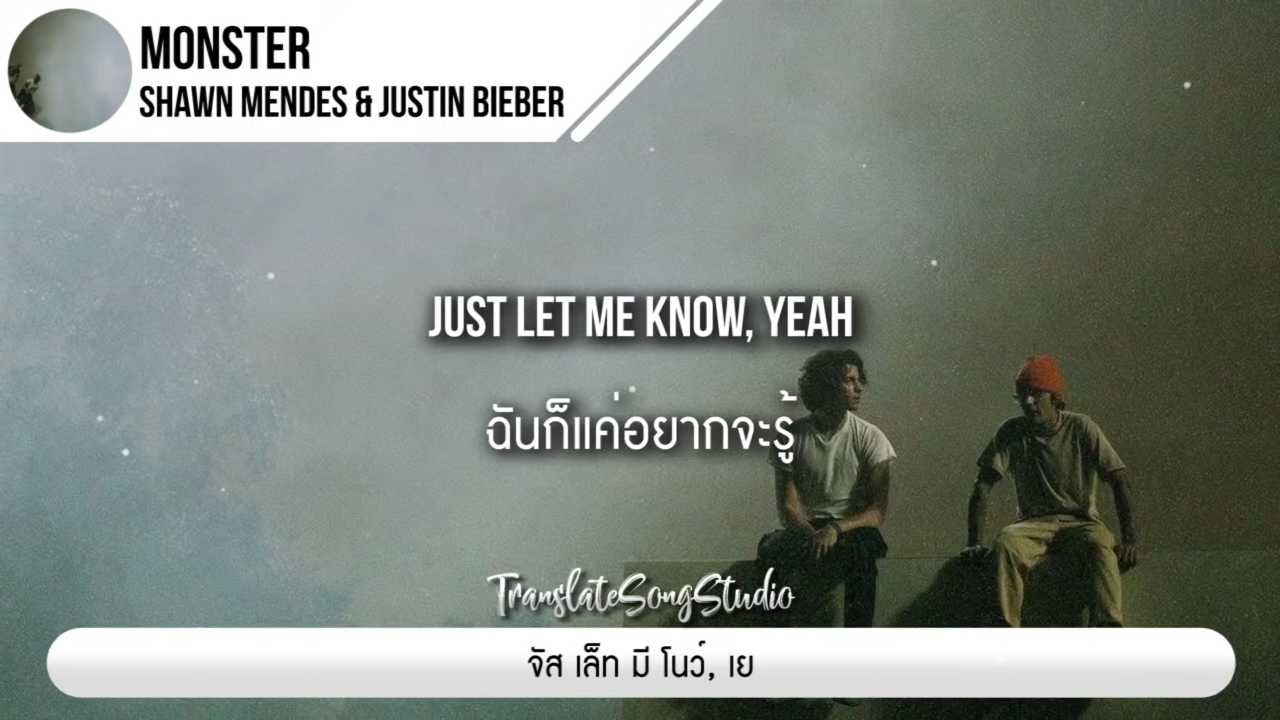 MONSTER
SHAWN MENDES & JUSTIN BIEBER
JUST LET ME KNOW, YEAH
ฉันก็แค่อยากจะรู้
TranslateSongStudio
จัส เล็ท มี โนว์, เย